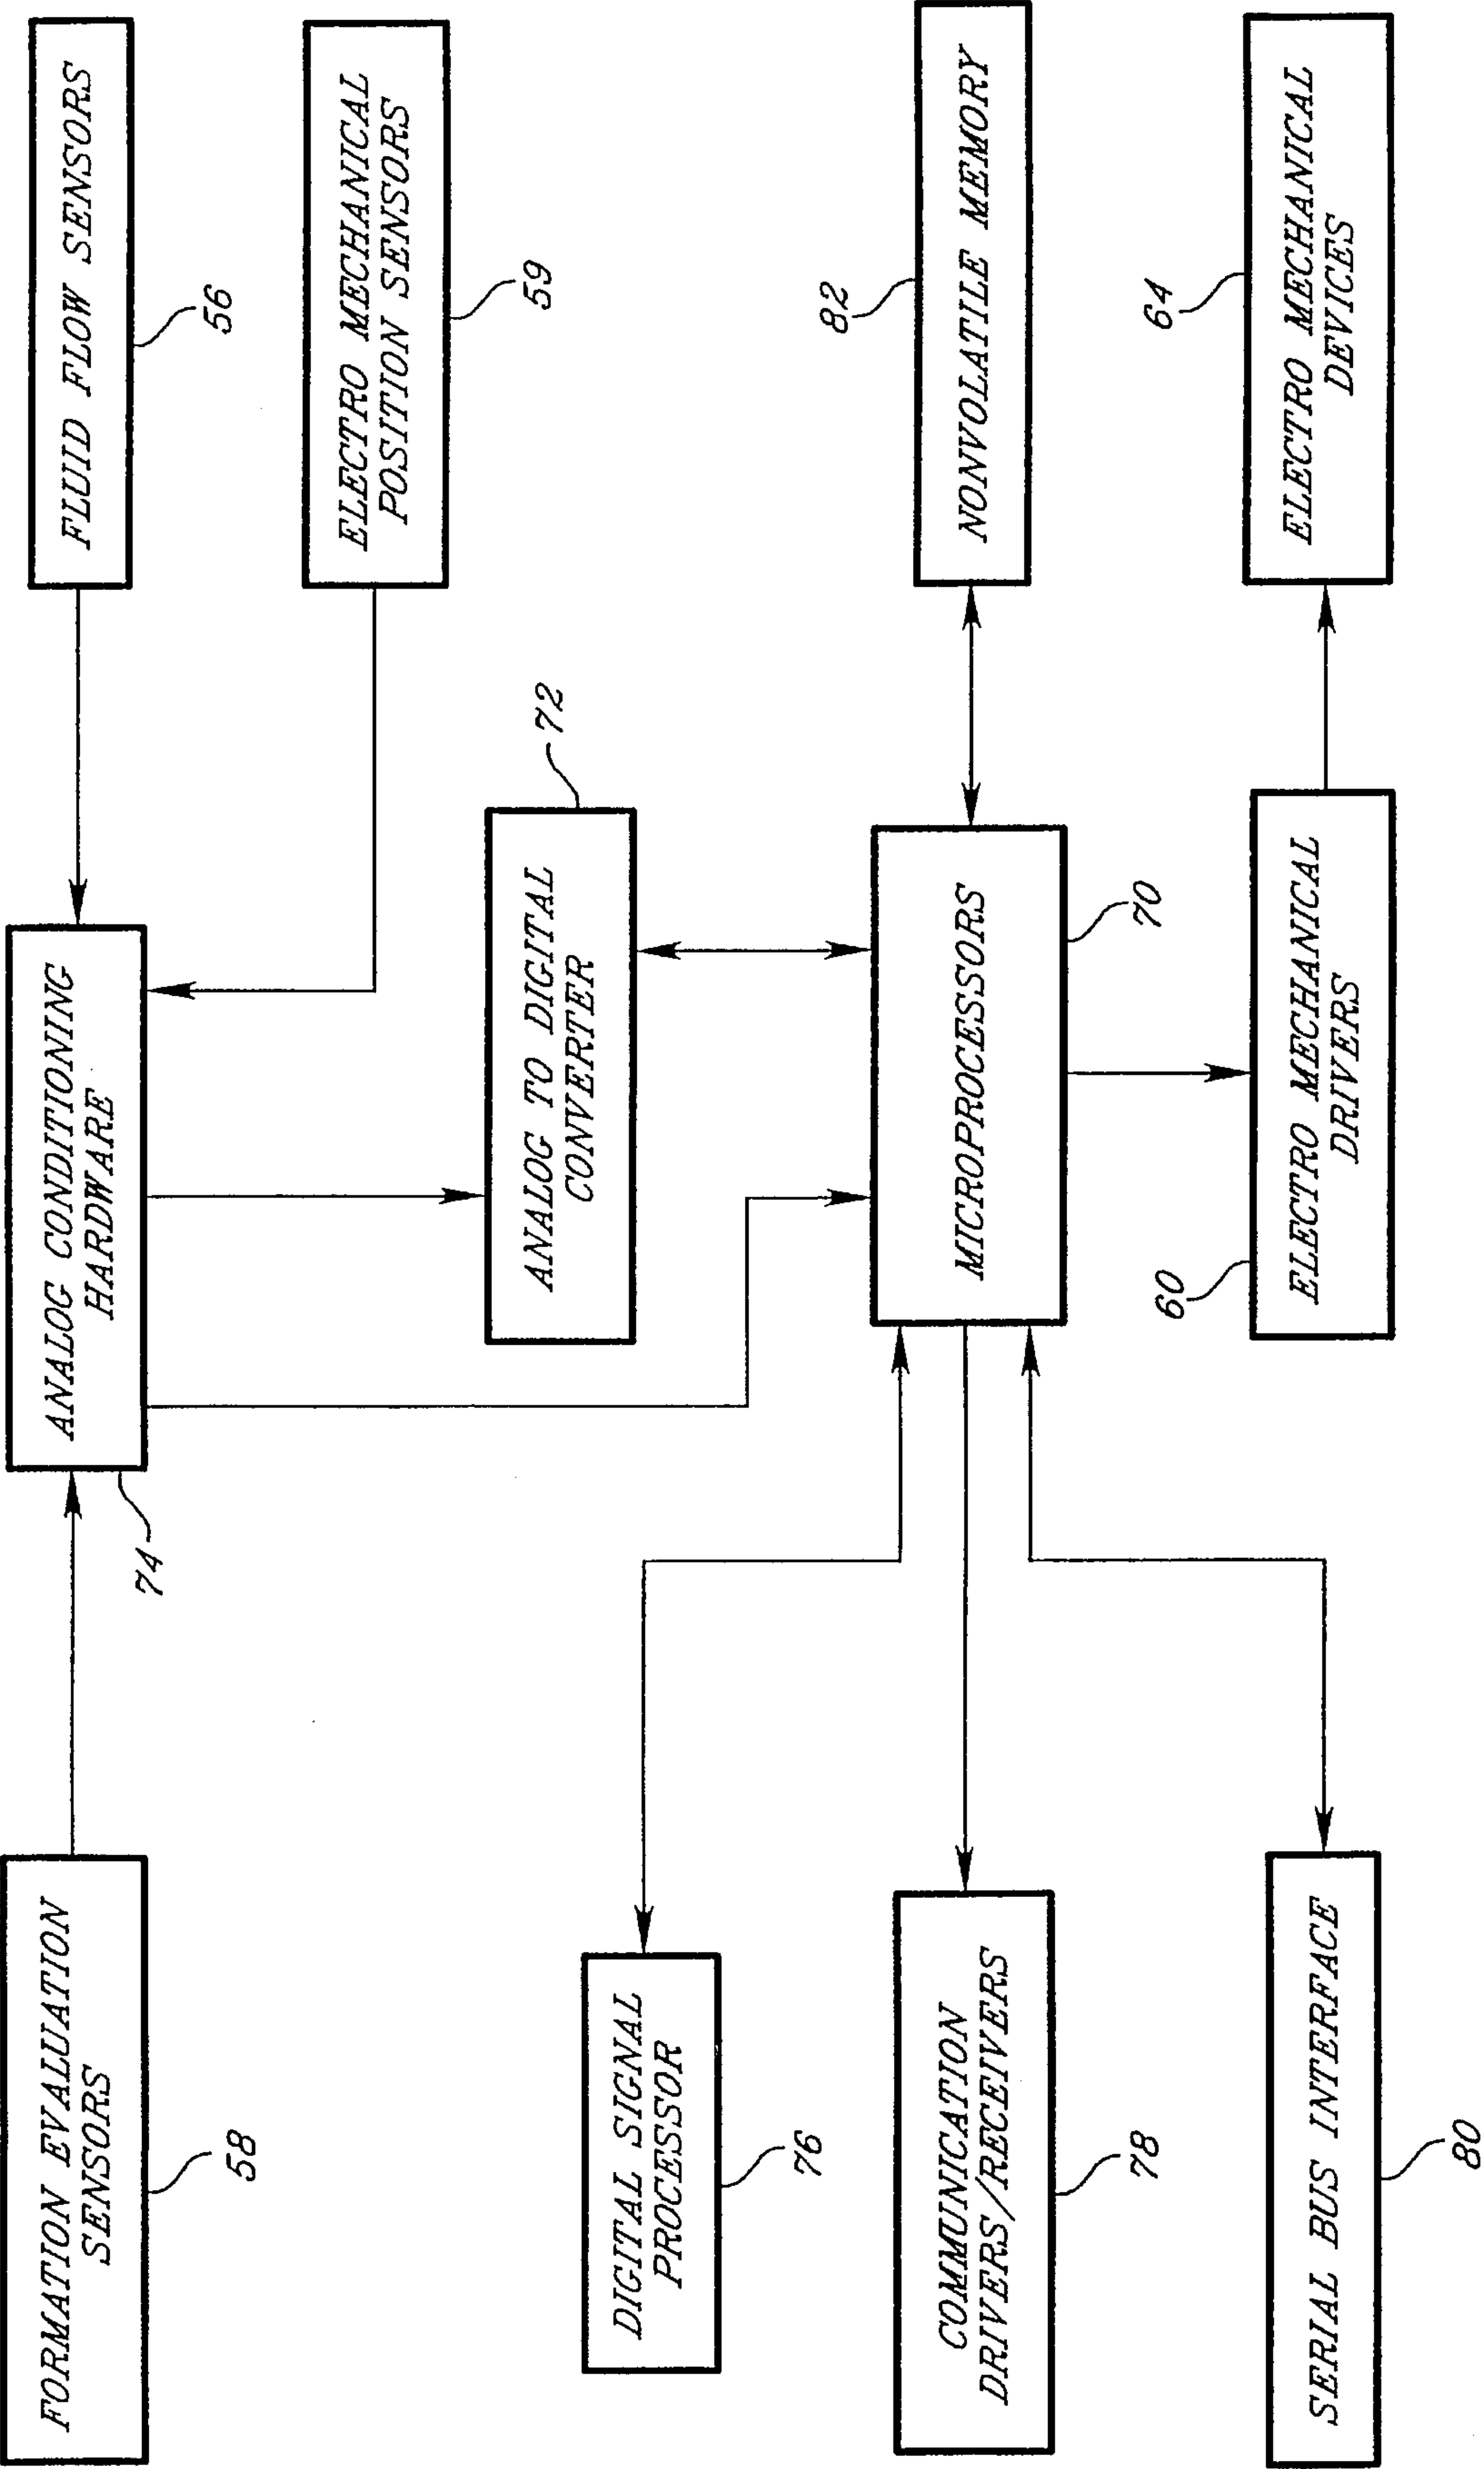 FORMATION EVALUATION
SENSORS
58
ANALOG CONDITIONING
HARDWARE
74
FLUID FLOW SENSORS
56
ELECTRO MECHANICAL
POSITION SENSORS
59
ANALOG TO DIGITAL
CONVERTER
72
DIGITAL SIGNAL
PROCESSOR
76
MICROPROCESSORS
70
NONVOLATILE MEMORY
82
COMMUNICATION
DRIVERS/RECEIVERS
78
ELECTRO MECHANICAL
DRIVERS
60
ELECTRO MECHANICAL
DEVICES
64
SERIAL BUS INTERFACE
80